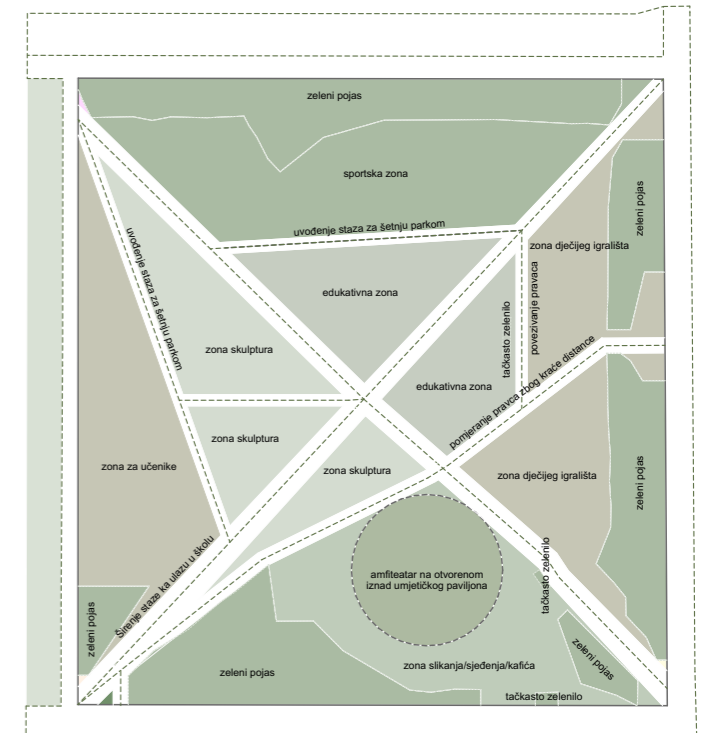 zeleni pojas
sportska zona
zeleni pojas
uvođenje staza za šetnju parkom
zona dječijeg igrališta
uvođenje staza za šetnju parkom
edukativna zona
povezivanje pravaca
tačkasto zelenilo
zona skulptura
edukativna zona
pomjeranje pravca zbog kraće distance
zona skulptura
zona za učenike
zona skulptura
zona dječijeg igrališta
zeleni pojas
amfiteatar na otvorenom
iznad umjetičkog paviljona
tačkasto zelenilo
Širenje staze ka ulazu u školu
zeleni pojas
zeleni pojas
zona slikanja/sjeđenja/kafića
zeleni pojas
tačkasto zelenilo